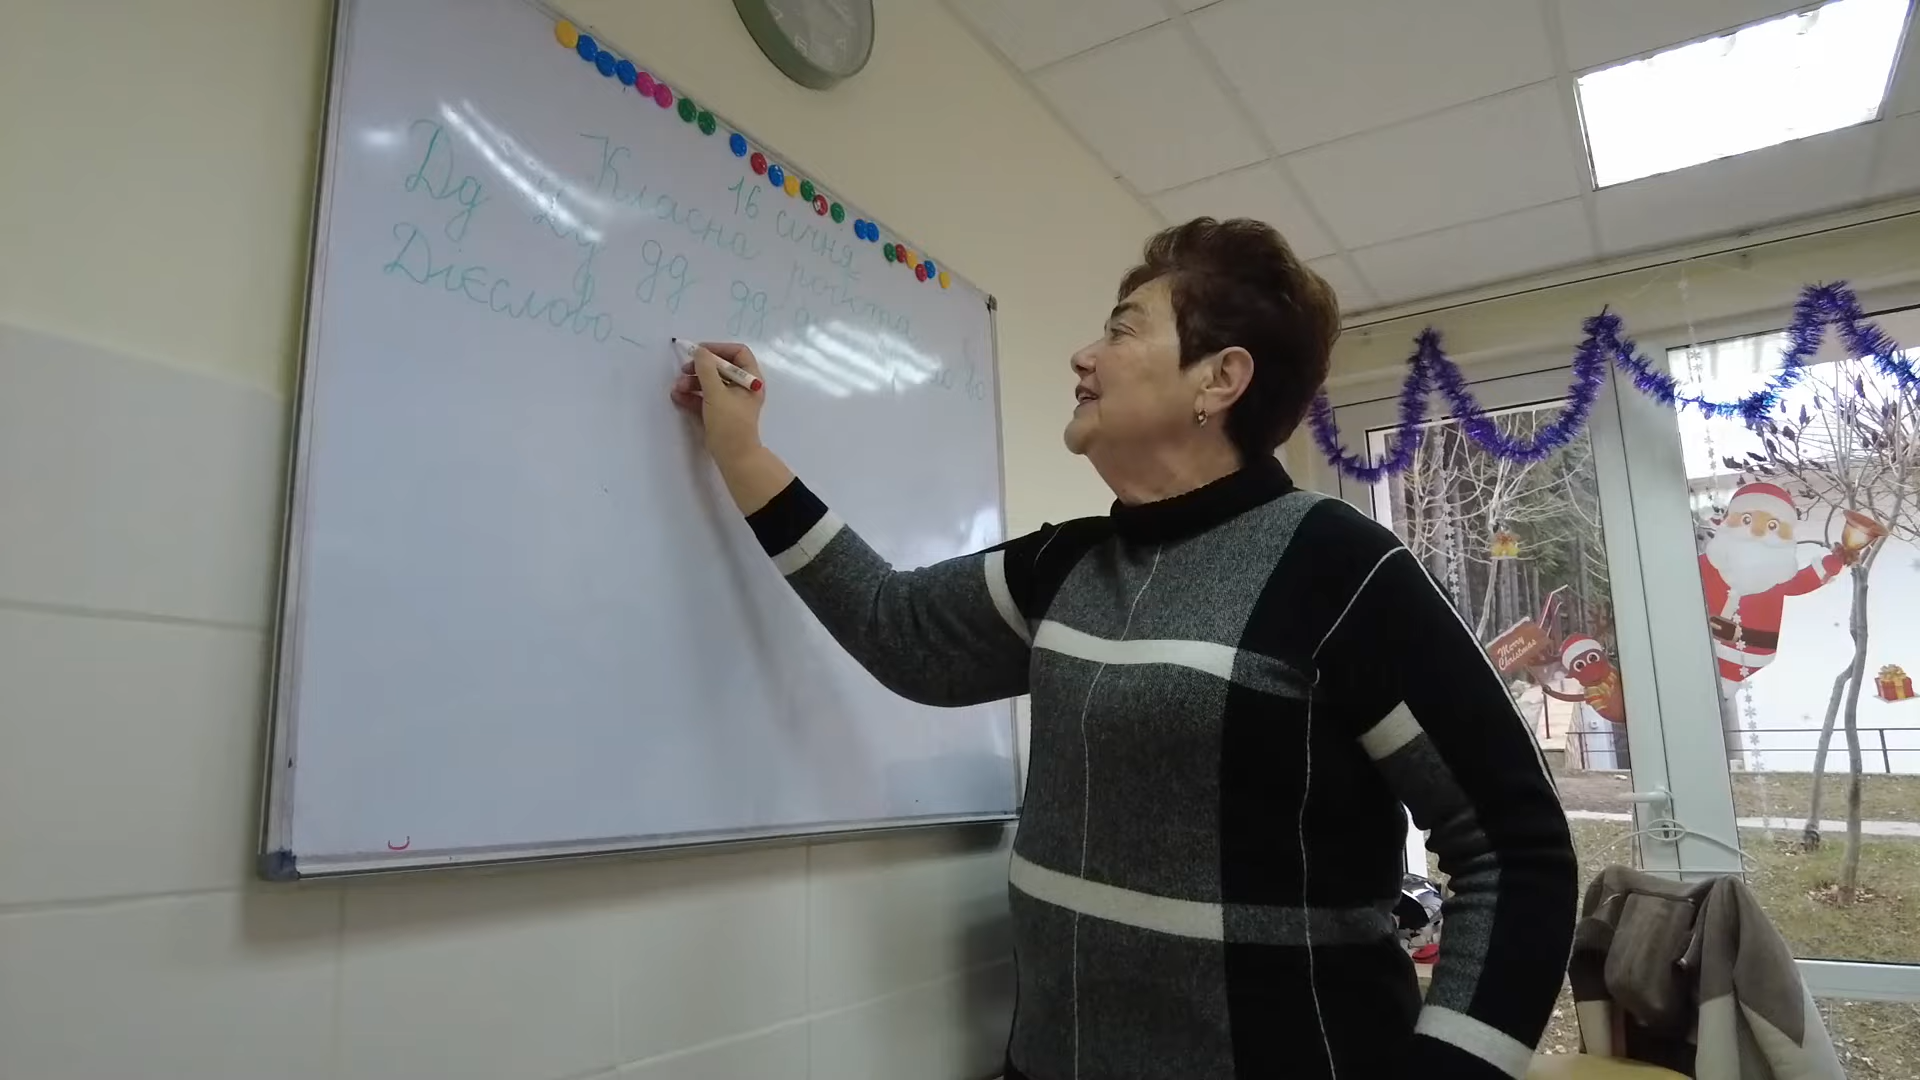 16 січня
Класна робота
Дд Дд дд дд
Дієслово –
Merry
Christmas